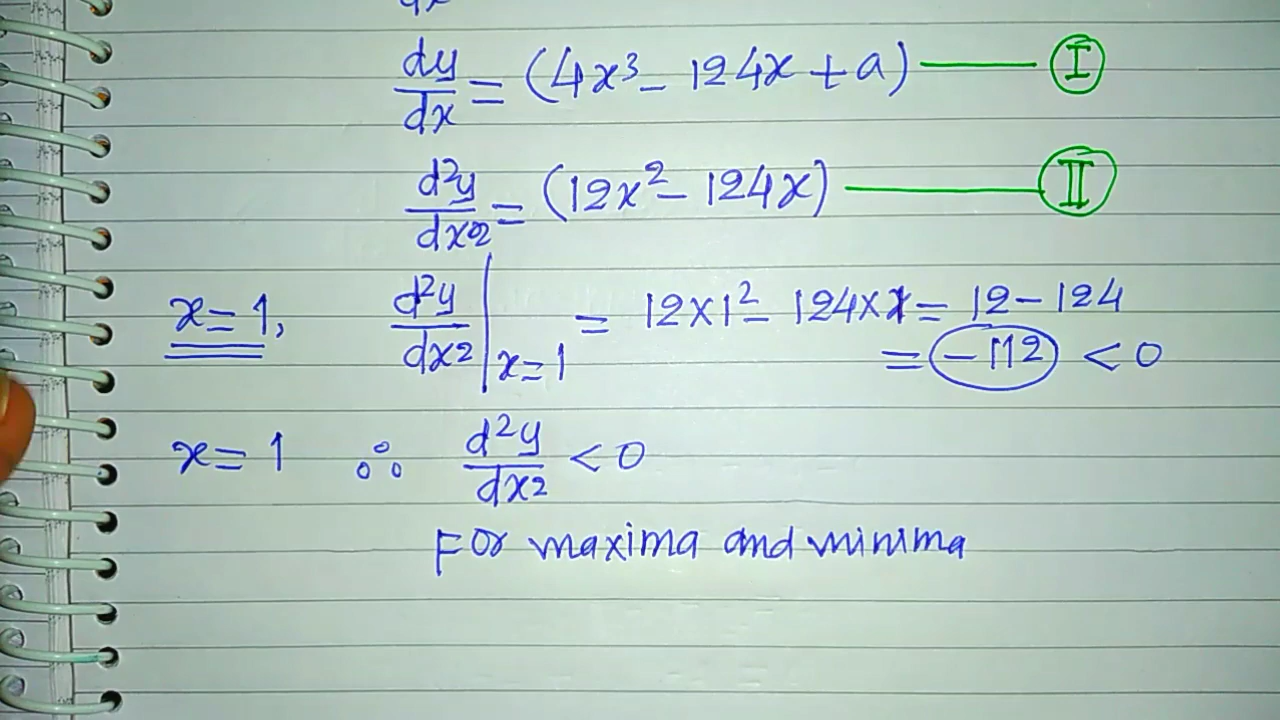 dx
dy/dx = (4x³ - 124x + a) — I
d²y/dx² = (12x² - 124x) — II
x = 1, d²y/dx² |x=1 = 12×1² - 124×1 = 12 - 124
= -112 < 0
x = 1 ∴ d²y/dx² < 0
For maxima and minima